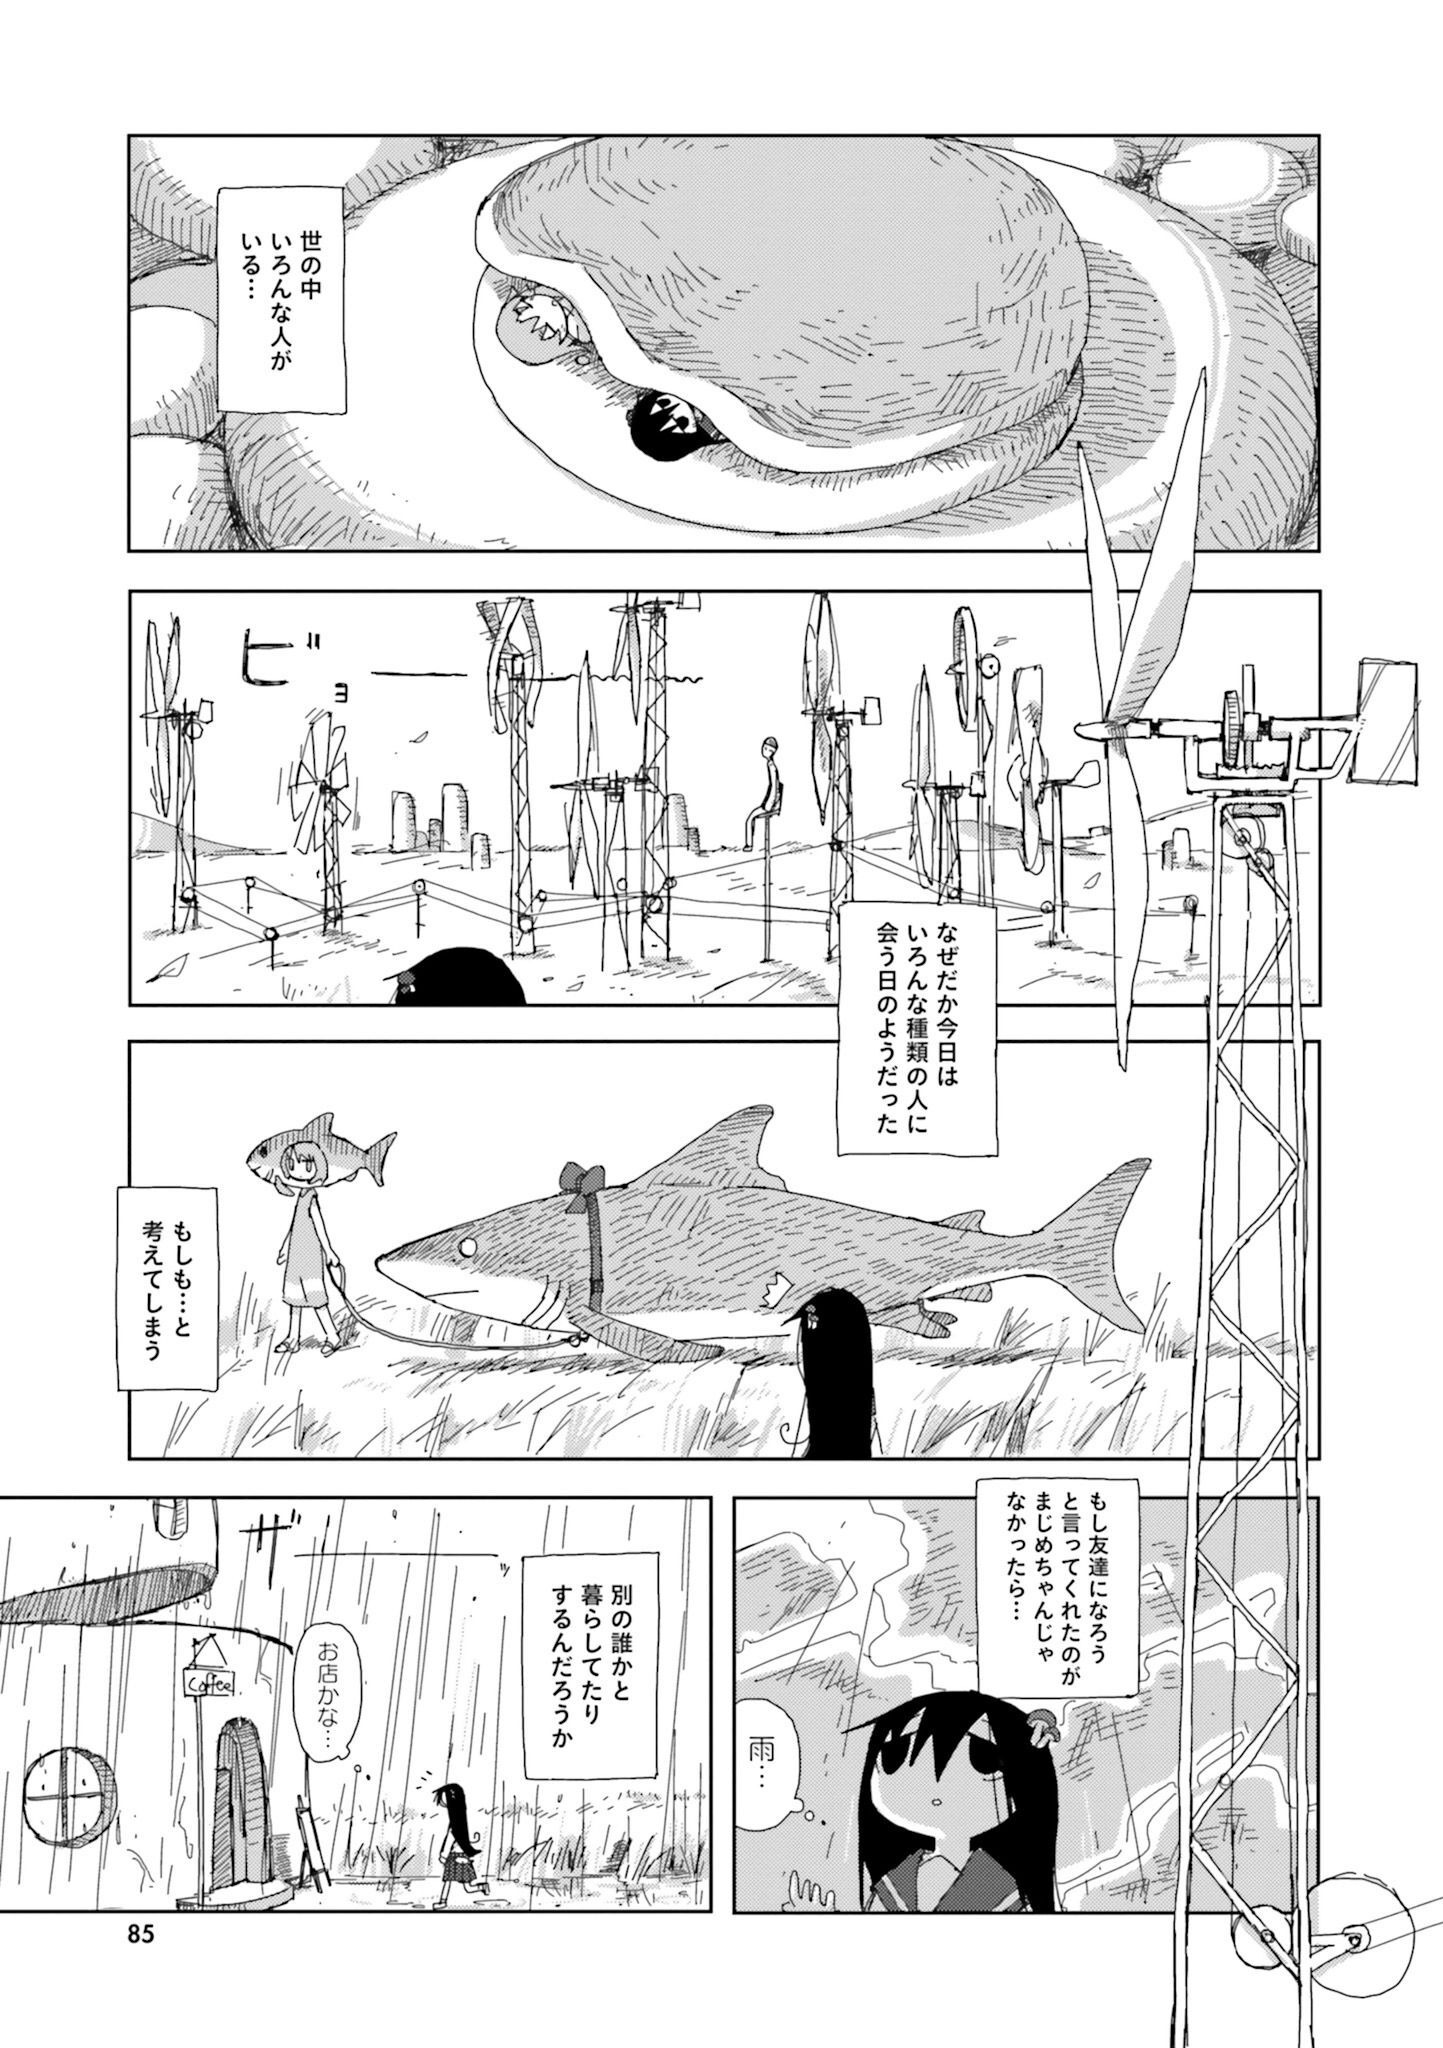 世の中
いろんな人が
いる…
ビョーーー
なぜだか今日は
いろんな種類の人に
会う日のようだった
もしも…と
考えてしまう
もし友達になろう
と言ってくれたのが
まじめちゃんじゃ
なかったら…
雨…
別の誰かと
暮らしてたり
するんだろうか
ザーーー
お店かな…
Coffee
85